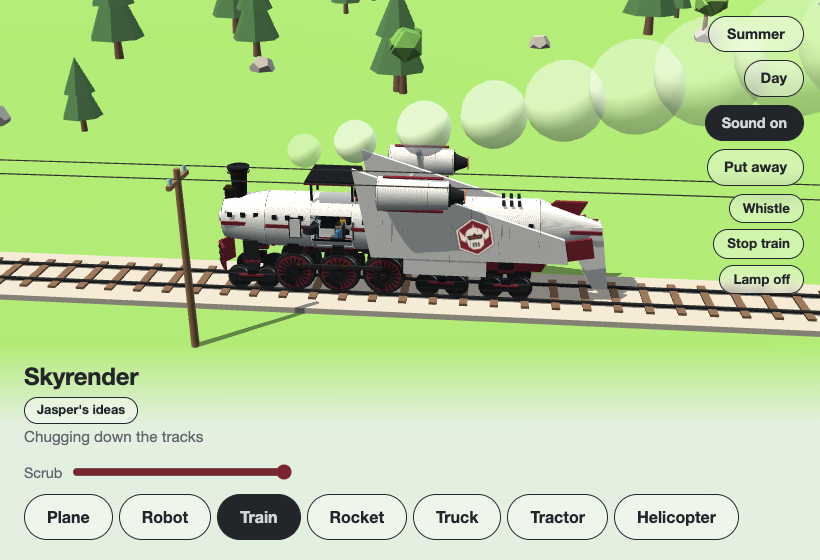 Summer
Day
Sound on
Put away
Whistle
Stop train
Lamp off
Skyrender
Jasper's ideas
Chugging down the tracks
Scrub
Plane Robot Train Rocket Truck Tractor Helicopter